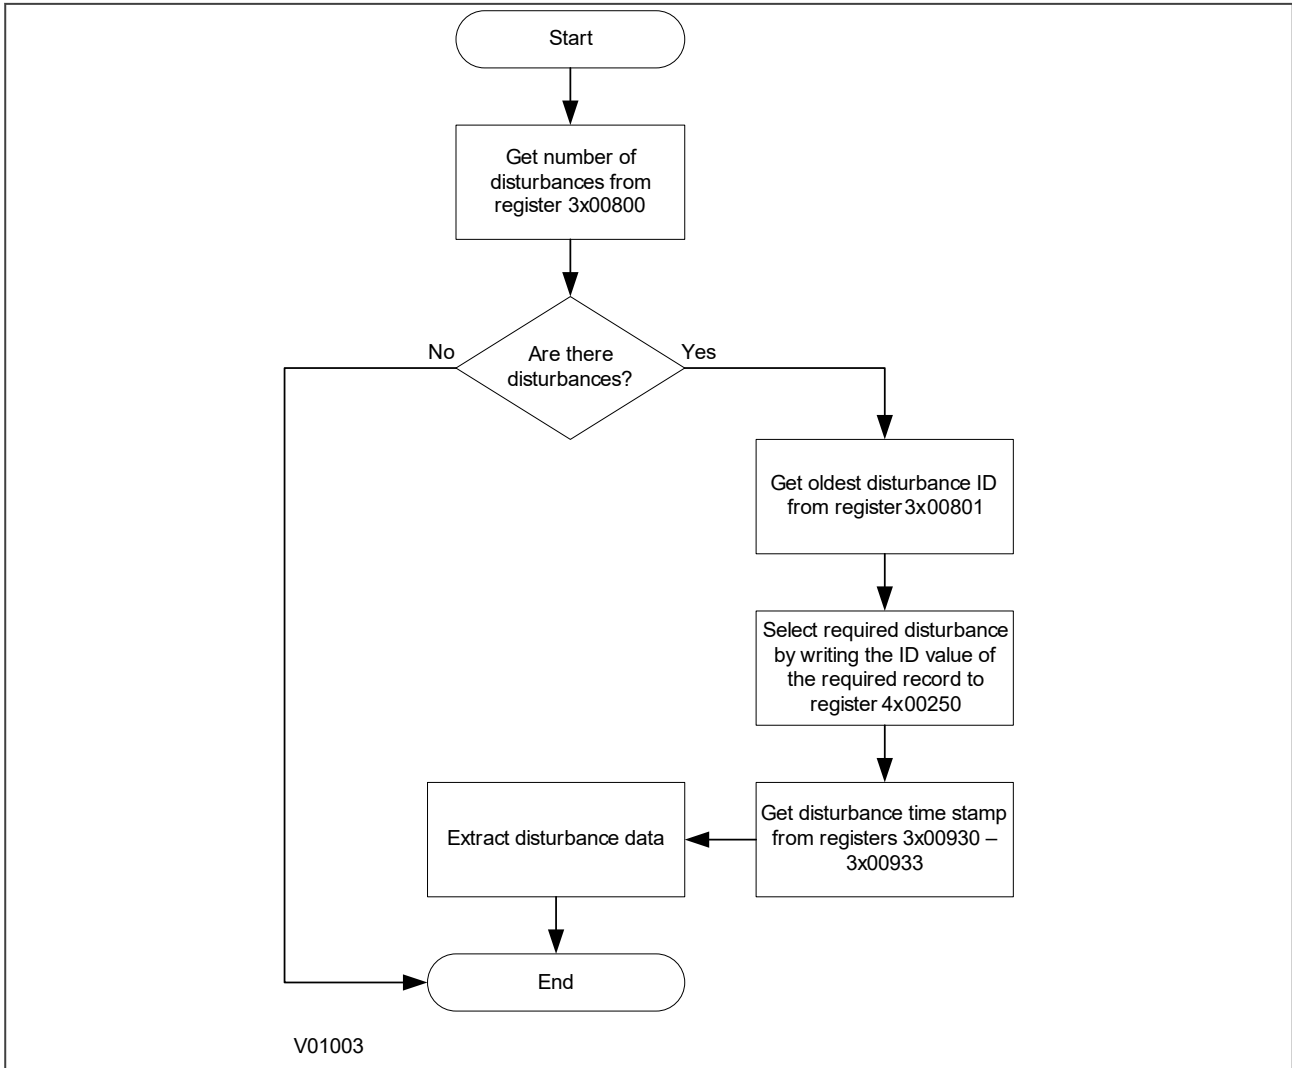 Start
Get number of
disturbances from
register 3x00800
No
Yes
Are there
disturbances?
Get oldest disturbance ID
from register 3x00801
Select required disturbance
by writing the ID value of
the required record to
register 4x00250
Get disturbance time stamp
from registers 3x00930 –
3x00933
Extract disturbance data
End
V01003